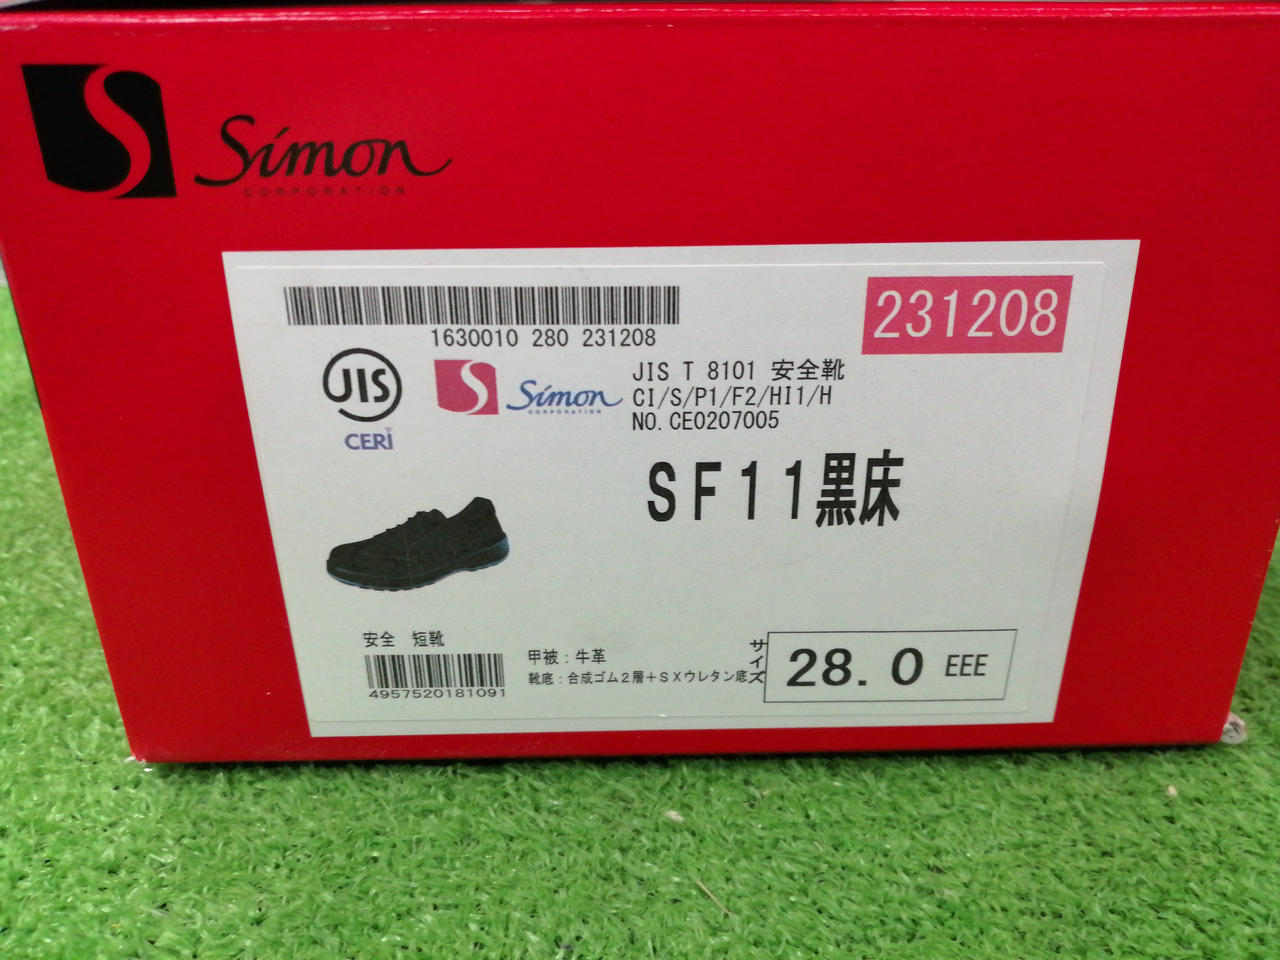 Simon
CORPORATION
1630010 280 231208
231208
JIS
CERI
Simon
CORPORATION
JIS T 8101 安全靴
CI/S/P1/F2/HI1/H
NO.CE0207005
SF11黒床
安全 短靴
4957520181091
甲被：牛革
靴底：合成ゴム2層＋SXウレタン底
サイズ
28.0 EEE